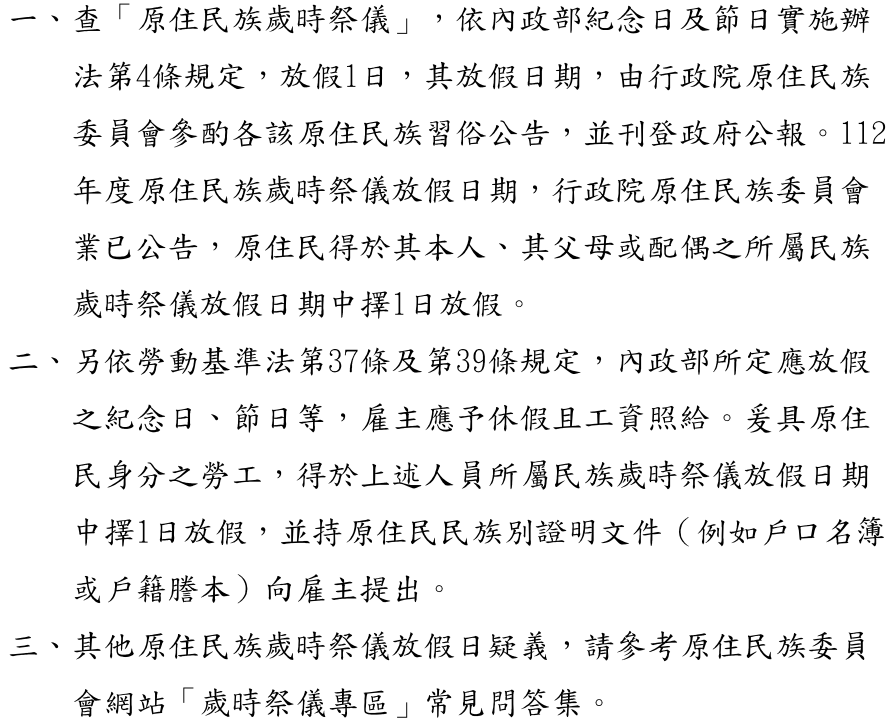 一、查「原住民族歲時祭儀」，依內政部紀念日及節日實施辦
法第4條規定，放假1日，其放假日期，由行政院原住民族
委員會參酌各該原住民族習俗公告，並刊登政府公報。112
年度原住民族歲時祭儀放假日期，行政院原住民族委員會
業已公告，原住民得於其本人、其父母或配偶之所屬民族
歲時祭儀放假日期中擇1日放假。
二、另依勞動基準法第37條及第39條規定，內政部所定應放假
之紀念日、節日等，雇主應予休假且工資照給。爰具原住
民身分之勞工，得於上述人員所屬民族歲時祭儀放假日期
中擇1日放假，並持原住民民族別證明文件（例如戶口名簿
或戶籍謄本）向雇主提出。
三、其他原住民族歲時祭儀放假日疑義，請參考原住民族委員
會網站「歲時祭儀專區」常見問答集。